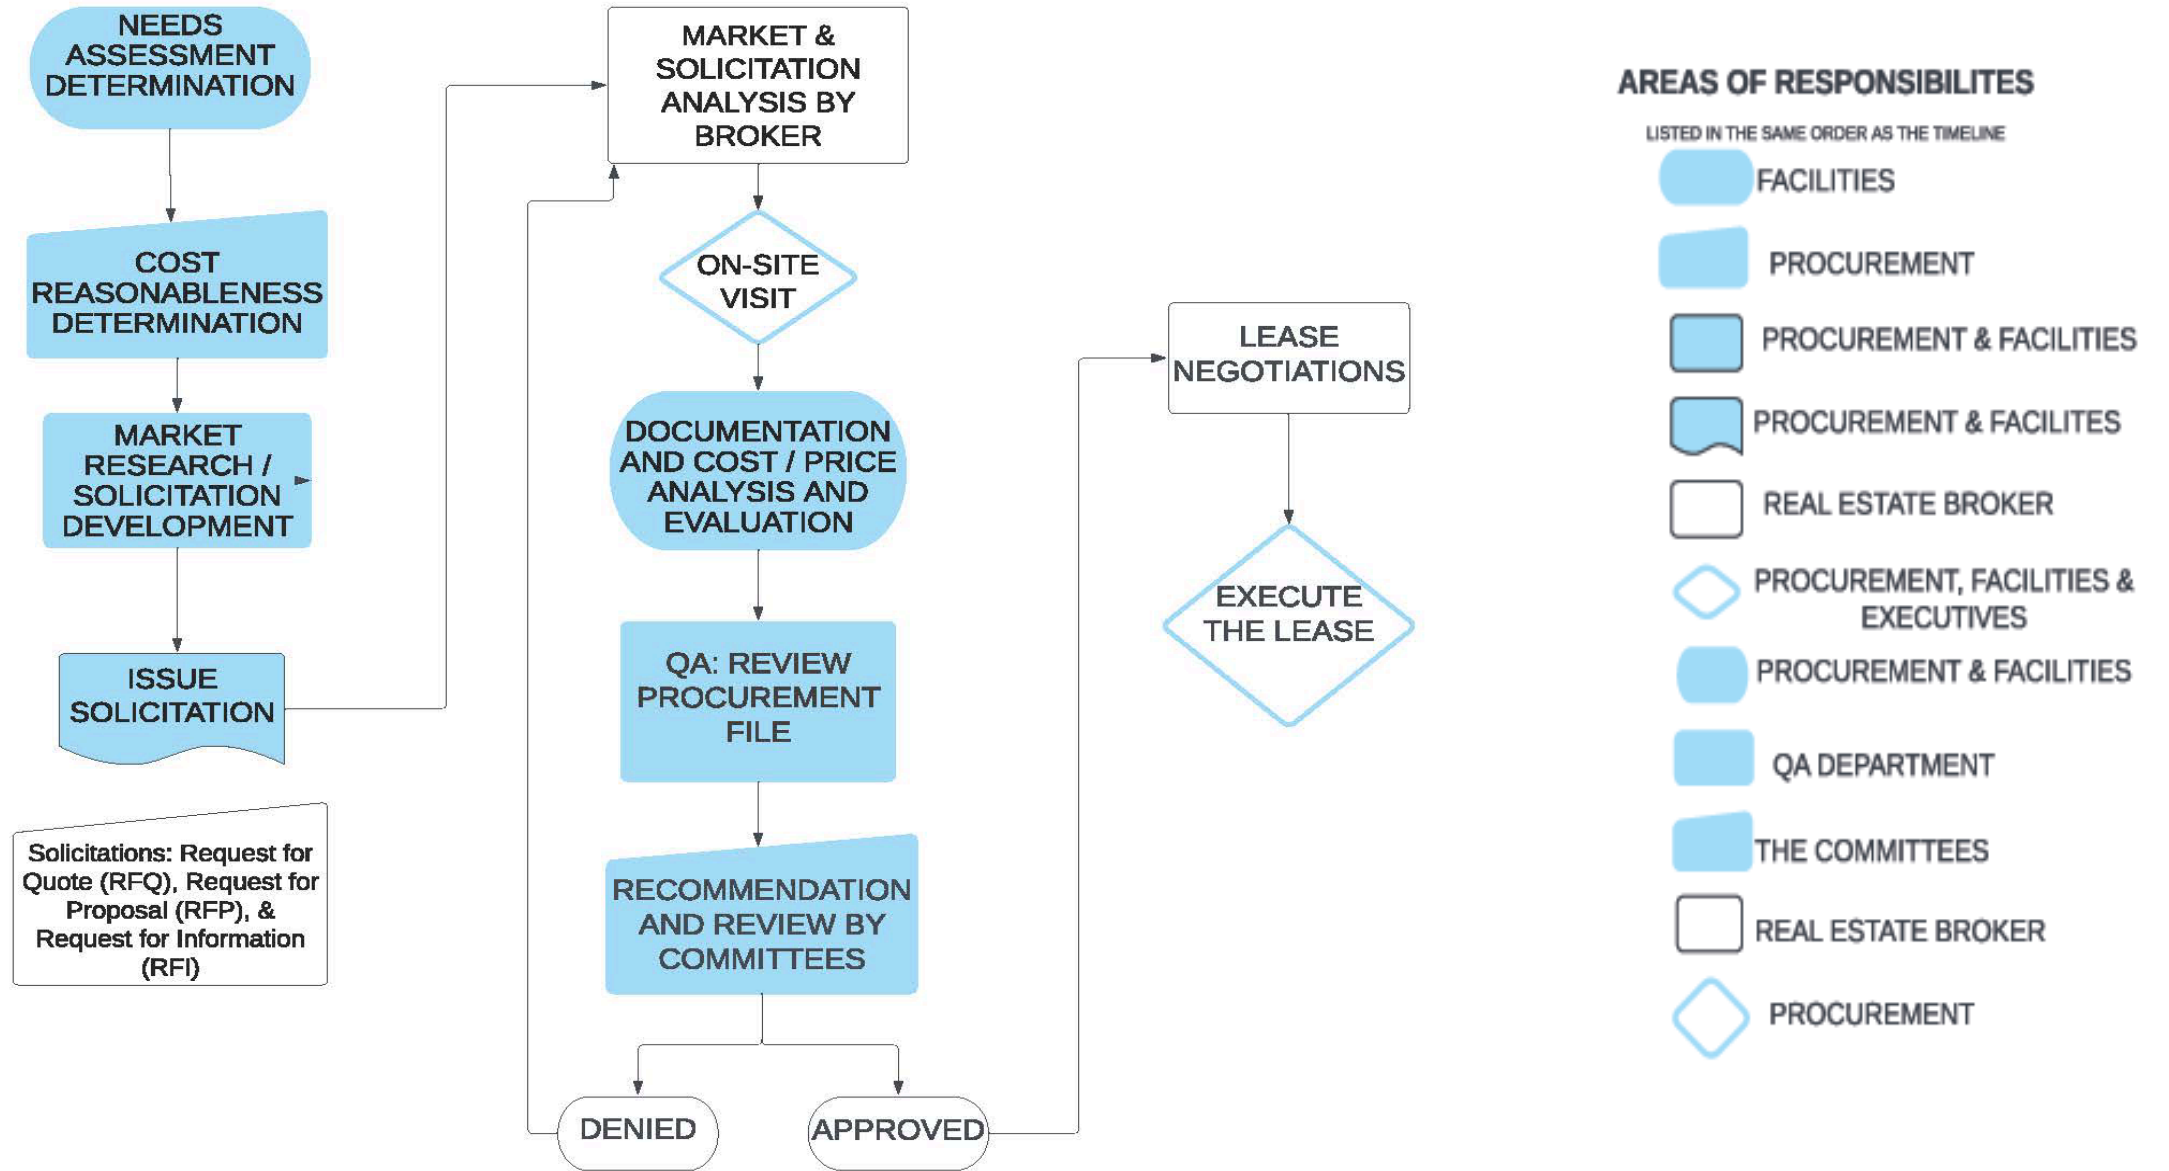 NEEDS
ASSESSMENT
DETERMINATION
COST
REASONABLENESS
DETERMINATION
MARKET
RESEARCH /
SOLICITATION
DEVELOPMENT
ISSUE
SOLICITATION
Solicitations: Request for
Quote (RFQ), Request for
Proposal (RFP), &
Request for Information
(RFI)
MARKET &
SOLICITATION
ANALYSIS BY
BROKER
ON-SITE
VISIT
DOCUMENTATION
AND COST / PRICE
ANALYSIS AND
EVALUATION
QA: REVIEW
PROCUREMENT
FILE
RECOMMENDATION
AND REVIEW BY
COMMITTEES
DENIED
APPROVED
LEASE
NEGOTIATIONS
EXECUTE
THE LEASE
AREAS OF RESPONSIBILITES
LISTED IN THE SAME ORDER AS THE TIMELINE
FACILITIES
PROCUREMENT
PROCUREMENT & FACILITIES
PROCUREMENT & FACILITES
REAL ESTATE BROKER
PROCUREMENT, FACILITIES &
EXECUTIVES
PROCUREMENT & FACILITIES
QA DEPARTMENT
THE COMMITTEES
REAL ESTATE BROKER
PROCUREMENT